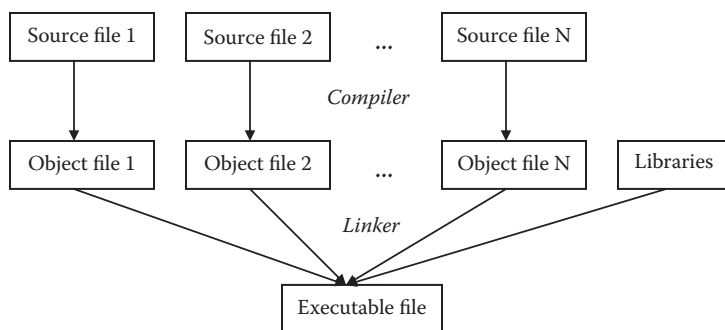 Source file 1
Source file 2
...
Source file N
Compiler
Object file 1
Object file 2
...
Object file N
Libraries
Linker
Executable file